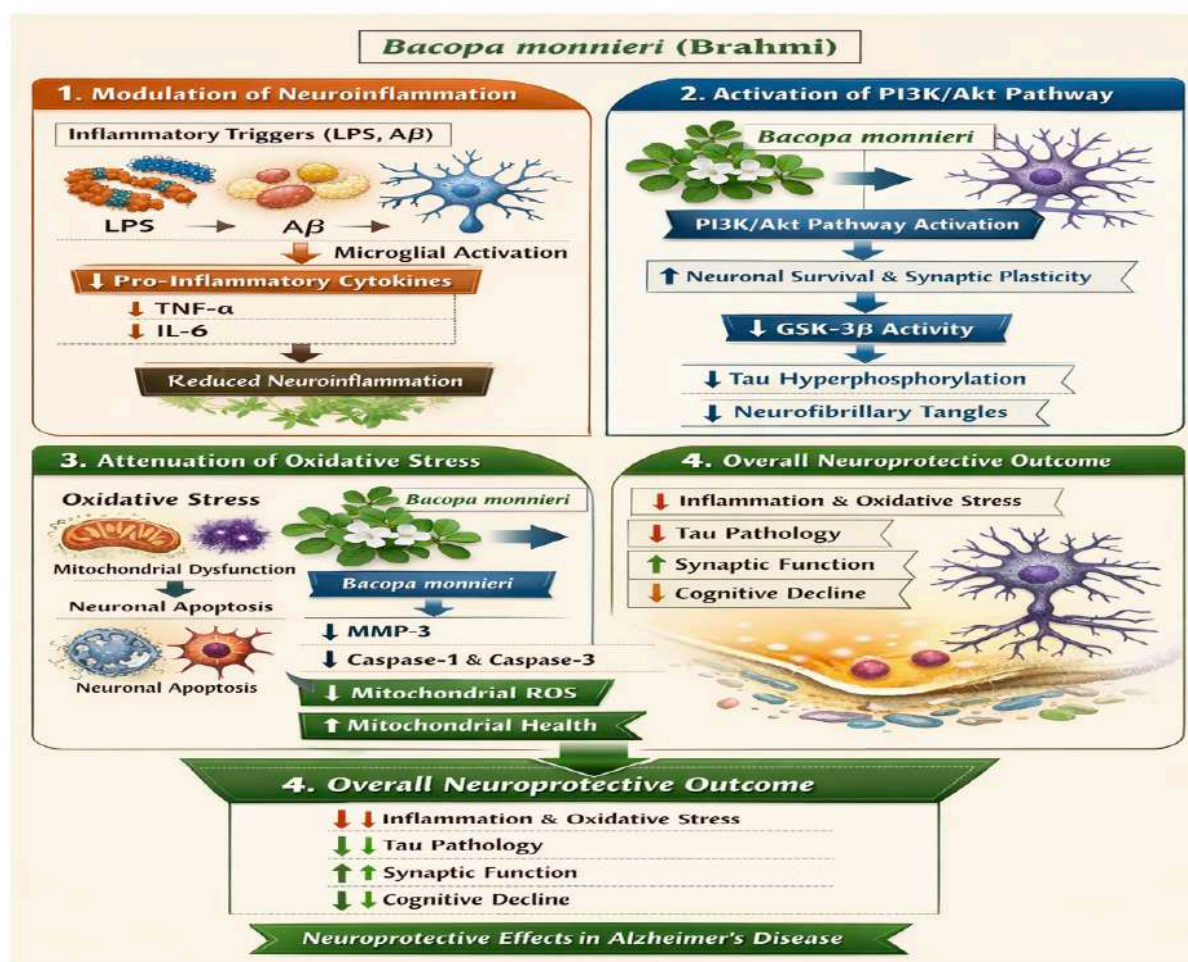 Bacopa monnieri (Brahmi)
1. Modulation of Neuroinflammation
Inflammatory Triggers (LPS, Aβ)
LPS
Aβ
Microglial Activation
↓ Pro-Inflammatory Cytokines
↓ TNF-α
↓ IL-6
Reduced Neuroinflammation
2. Activation of PI3K/Akt Pathway
Bacopa monnieri
PI3K/Akt Pathway Activation
↑ Neuronal Survival & Synaptic Plasticity
↓ GSK-3β Activity
↓ Tau Hyperphosphorylation
↓ Neurofibrillary Tangles
3. Attenuation of Oxidative Stress
Oxidative Stress
Mitochondrial Dysfunction
Neuronal Apoptosis
Neuronal Apoptosis
Bacopa monnieri
Bacopa monnieri
↓ MMP-3
↓ Caspase-1 & Caspase-3
↓ Mitochondrial ROS
↑ Mitochondrial Health
4. Overall Neuroprotective Outcome
↓ Inflammation & Oxidative Stress
↓ Tau Pathology
↑ Synaptic Function
↓ Cognitive Decline
4. Overall Neuroprotective Outcome
↓ ↓ Inflammation & Oxidative Stress
↓ ↓ Tau Pathology
↑ ↑ Synaptic Function
↓ ↓ Cognitive Decline
Neuroprotective Effects in Alzheimer's Disease